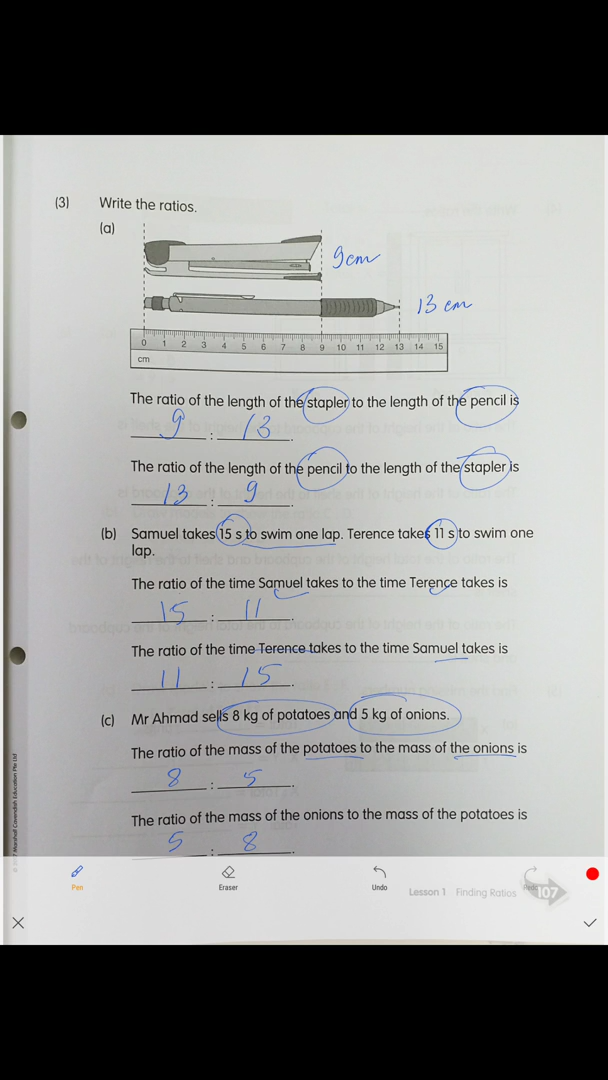 (3) Write the ratios.
(a)
9cm
13 cm
0 1 2 3 4 5 6 7 8 9 10 11 12 13 14 15
cm
The ratio of the length of the stapler to the length of the pencil is
9 : 13.
The ratio of the length of the pencil to the length of the stapler is
13 : 9.
(b) Samuel takes 15 s to swim one lap. Terence takes 11 s to swim one
lap.
The ratio of the time Samuel takes to the time Terence takes is
15 : 11.
The ratio of the time Terence takes to the time Samuel takes is
11 : 15.
(c) Mr Ahmad sells 8 kg of potatoes and 5 kg of onions.
The ratio of the mass of the potatoes to the mass of the onions is
8 : 5.
The ratio of the mass of the onions to the mass of the potatoes is
5 : 8.
Marshall Cavendish Education Pte Ltd
Lesson 1 Finding Ratios 107
Pen Eraser Undo